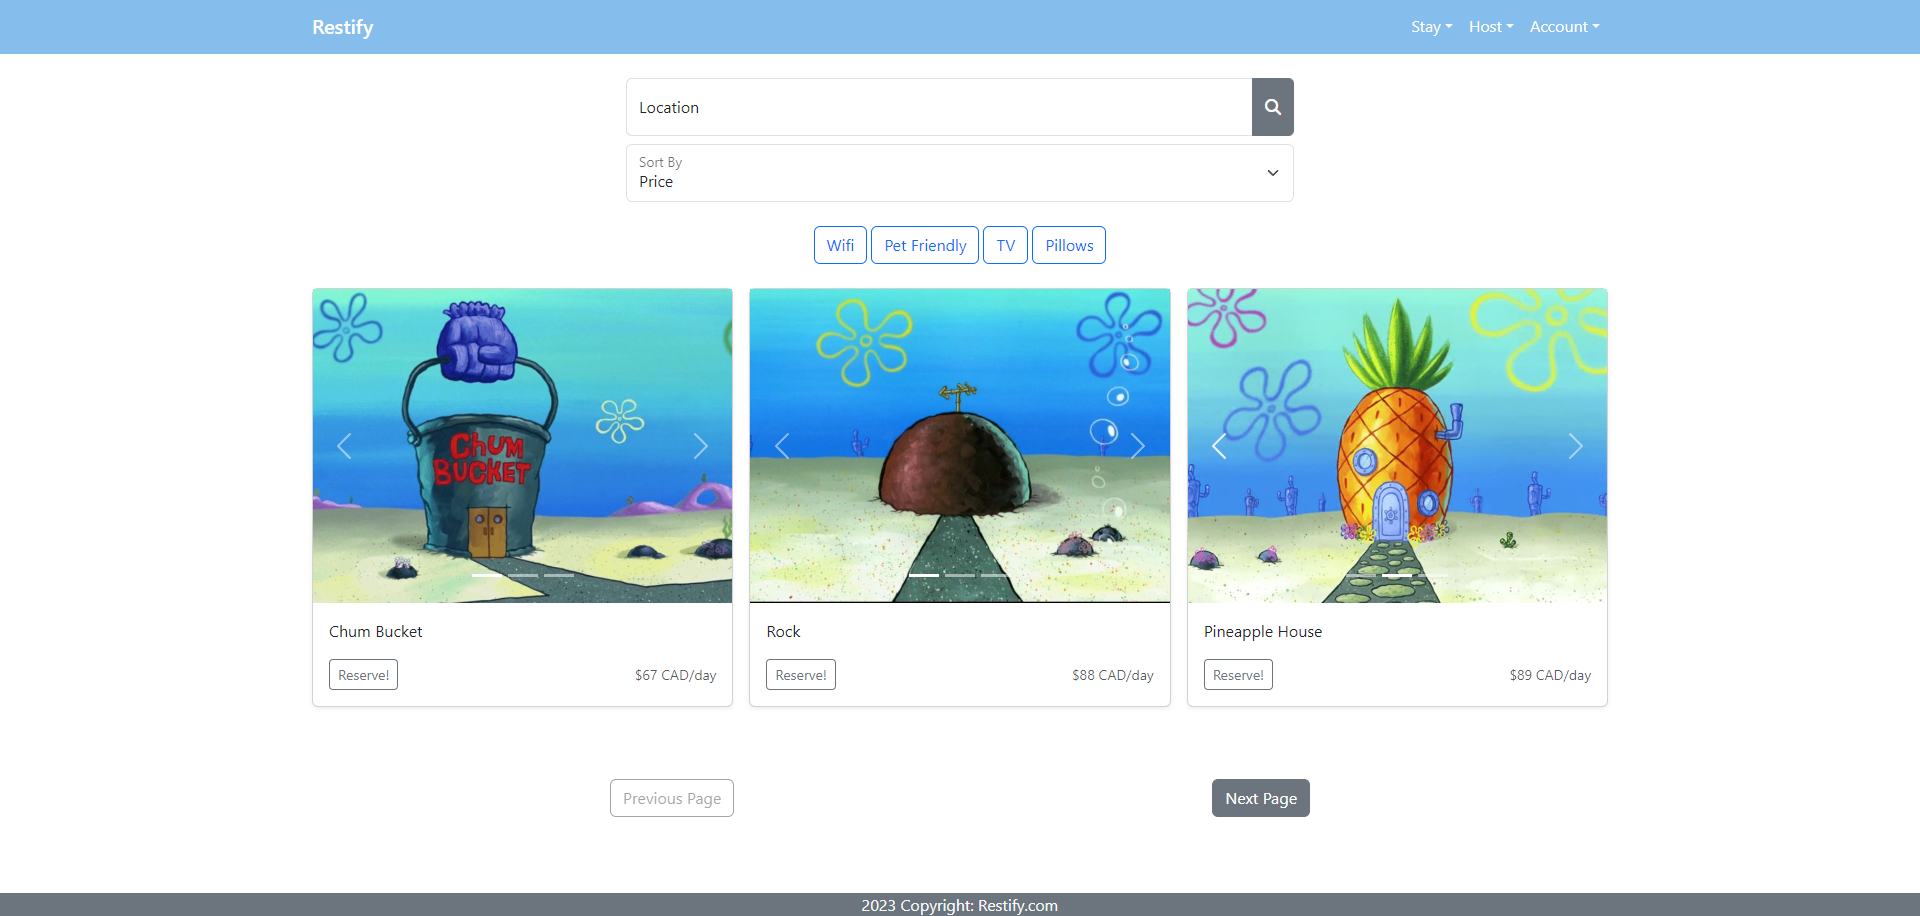 Restify
Stay Host Account
Location
Sort By
Price
Wifi Pet Friendly TV Pillows
CHUM
BUCKET
Chum Bucket
Reserve! $67 CAD/day
Rock
Reserve! $88 CAD/day
Pineapple House
Reserve! $89 CAD/day
Previous Page Next Page
2023 Copyright: Restify.com